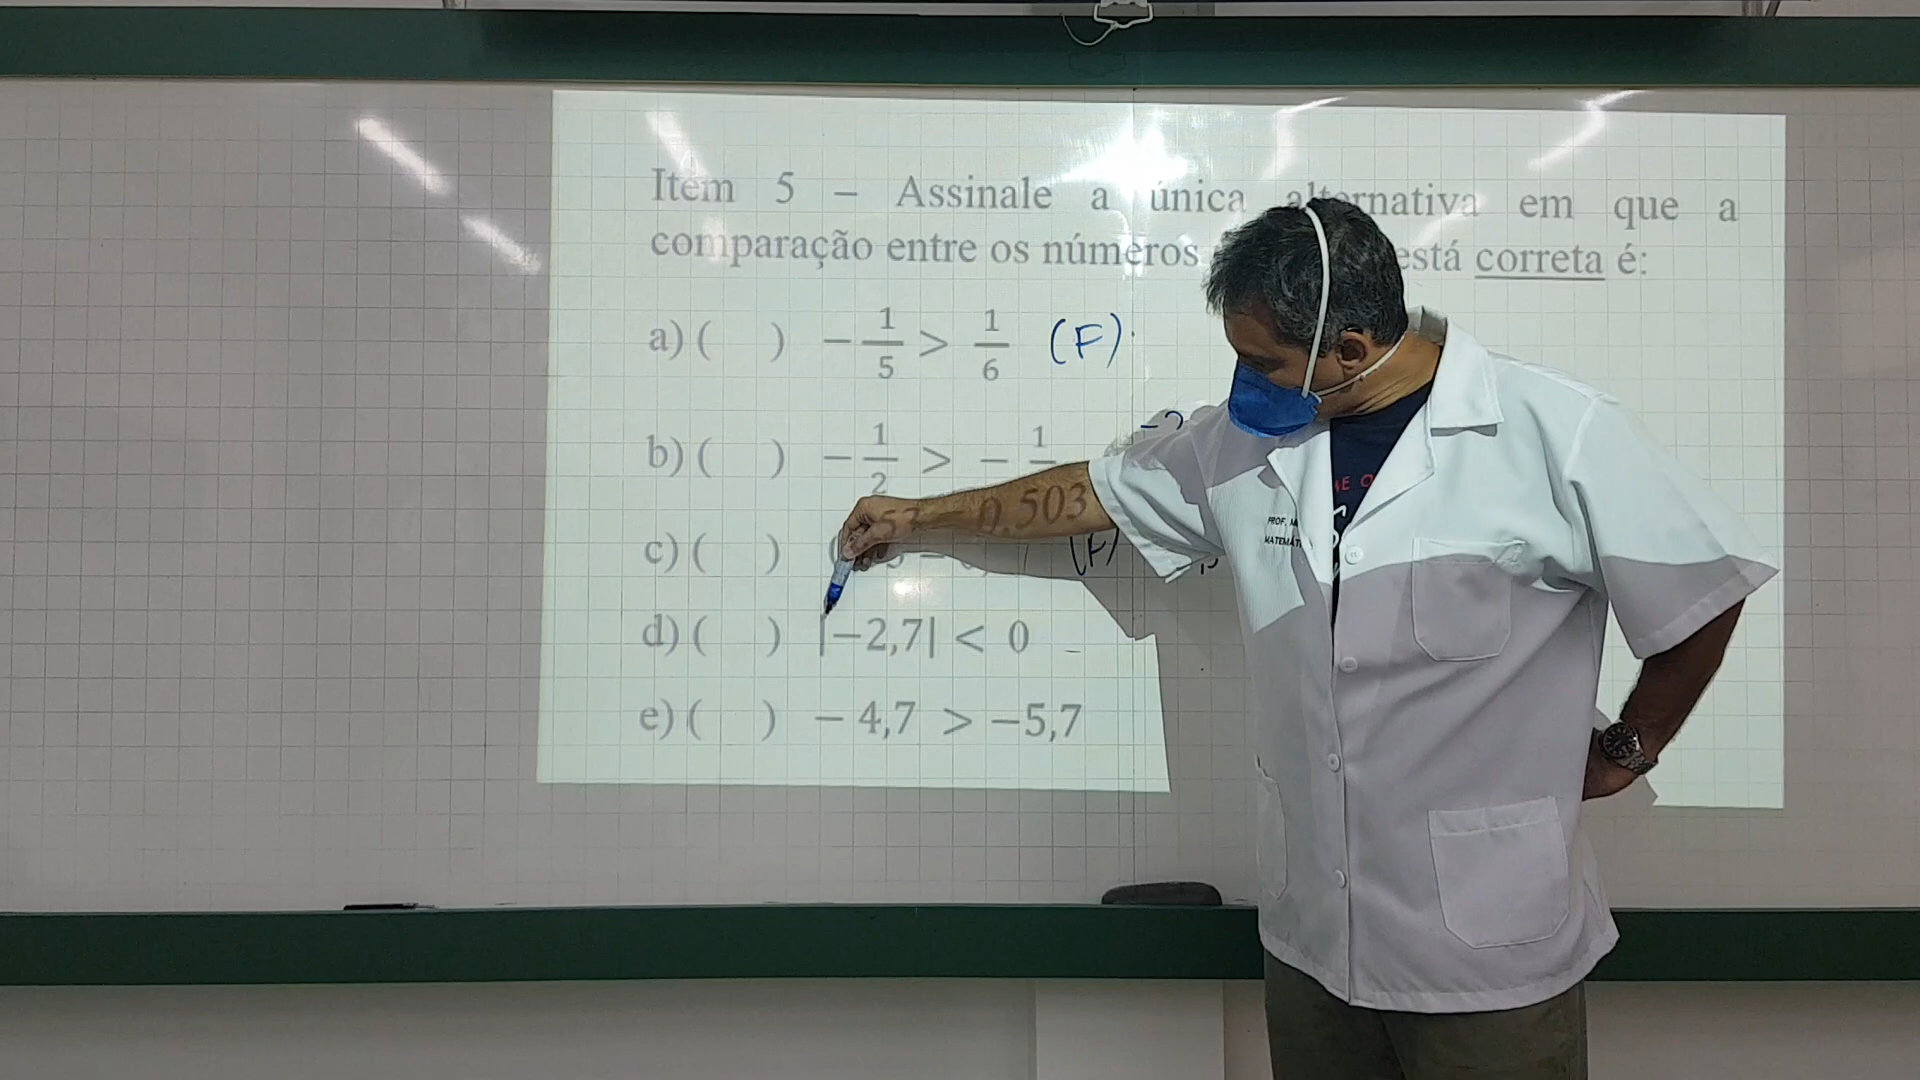 Item 5 – Assinale a única alternativa em que a
comparação entre os números está correta é:
a) ( ) – 1/5 > 1/6 (F)
b) ( ) – 1/2 > – 1
c) ( ) 53 0,503 (F)
d) ( ) |–2,7| < 0
e) ( ) – 4,7 > –5,7
PROF.